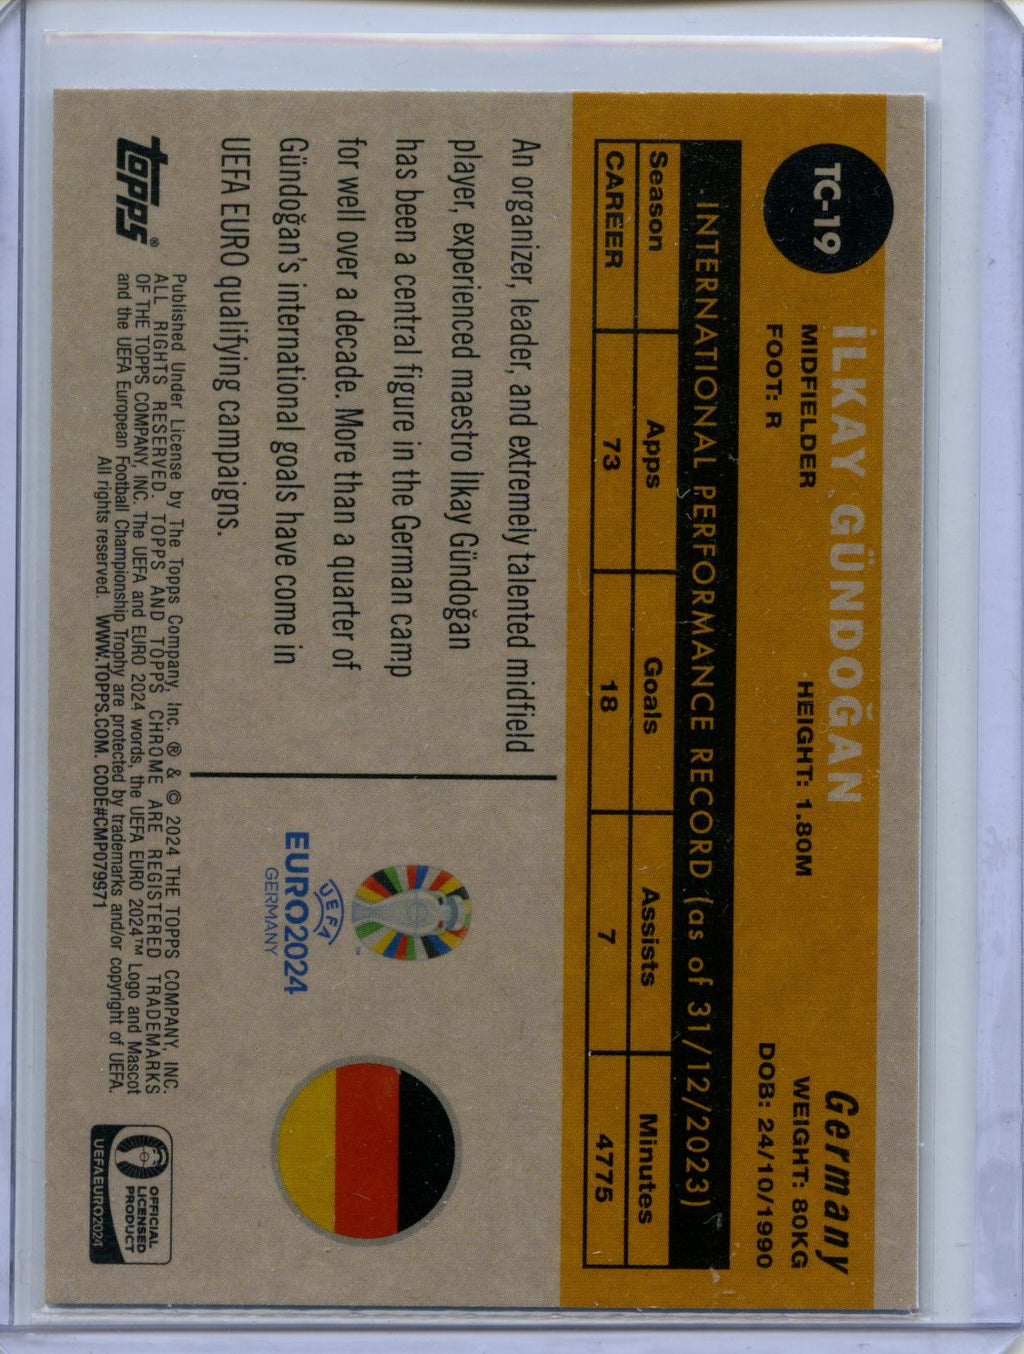 TC-19
İLKAY GÜNDOĞAN
Germany
MIDFIELDER
HEIGHT: 1.80M
WEIGHT: 80KG
FOOT: R
DOB: 24/10/1990
INTERNATIONAL PERFORMANCE RECORD (as of 31/12/2023)
Season Apps Goals Assists Minutes
CAREER 73 18 7 4775
An organizer, leader, and extremely talented midfield
player, experienced maestro İlkay Gündoğan
has been a central figure in the German camp
for well over a decade. More than a quarter of
Gündoğan's international goals have come in
UEFA EURO qualifying campaigns.
UEFA
™
EURO2024
GERMANY
Topps®
Published Under License by The Topps Company, Inc. ® & © 2024 THE TOPPS COMPANY, INC.
ALL RIGHTS RESERVED. TOPPS AND TOPPS CHROME ARE REGISTERED TRADEMARKS
OF THE TOPPS COMPANY, INC. The UEFA and EURO 2024 words, the UEFA EURO 2024™ Logo and Mascot
and the UEFA European Football Championship Trophy are protected by trademarks and/or copyright of UEFA.
All rights reserved. WWW.TOPPS.COM. CODE#CMP079971
OFFICIAL
LICENSED
PRODUCT
UEFAEURO2024